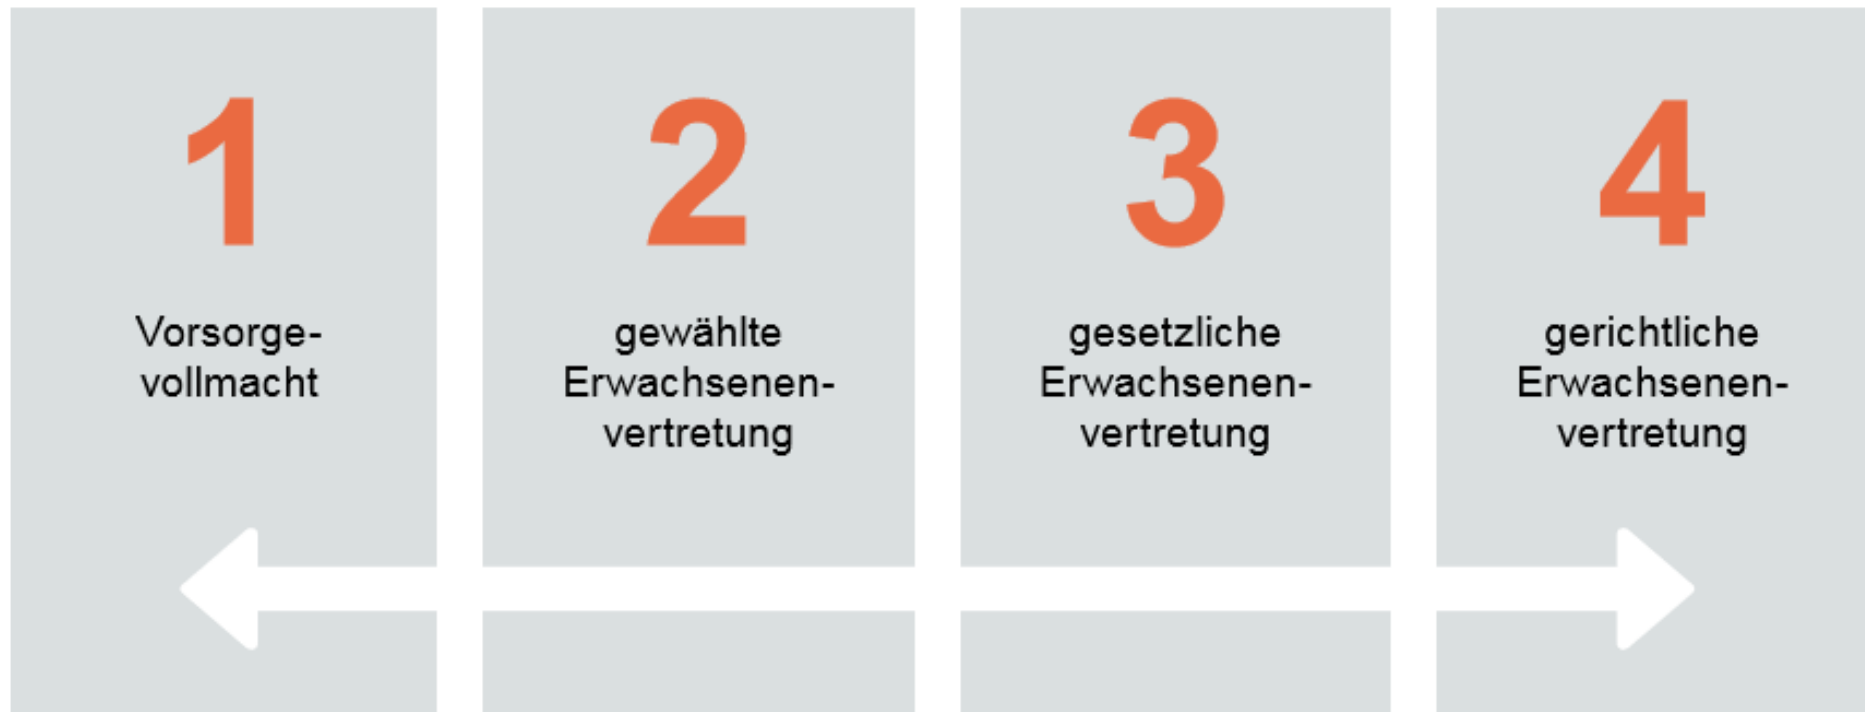 1
Vorsorge-
vollmacht
2
gewählte
Erwachsenen-
vertretung
3
gesetzliche
Erwachsenen-
vertretung
4
gerichtliche
Erwachsenen-
vertretung